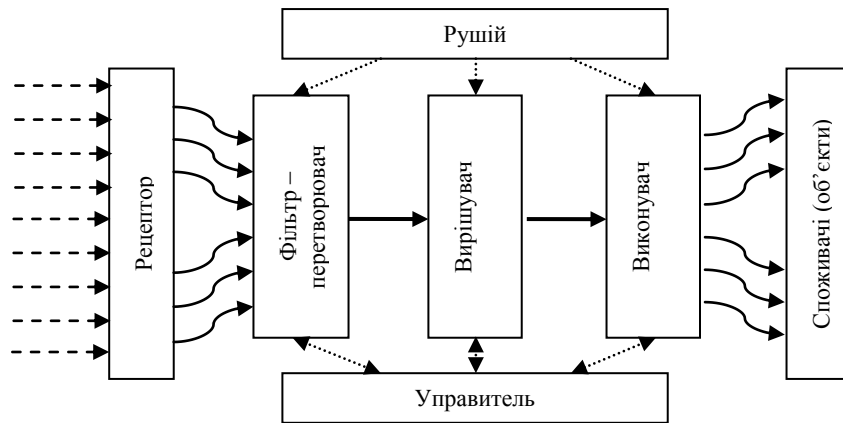 Рушій
Рецептор
Фільтр –
перетворювач
Вирішувач
Виконувач
Споживачі (об’єкти)
Управитель